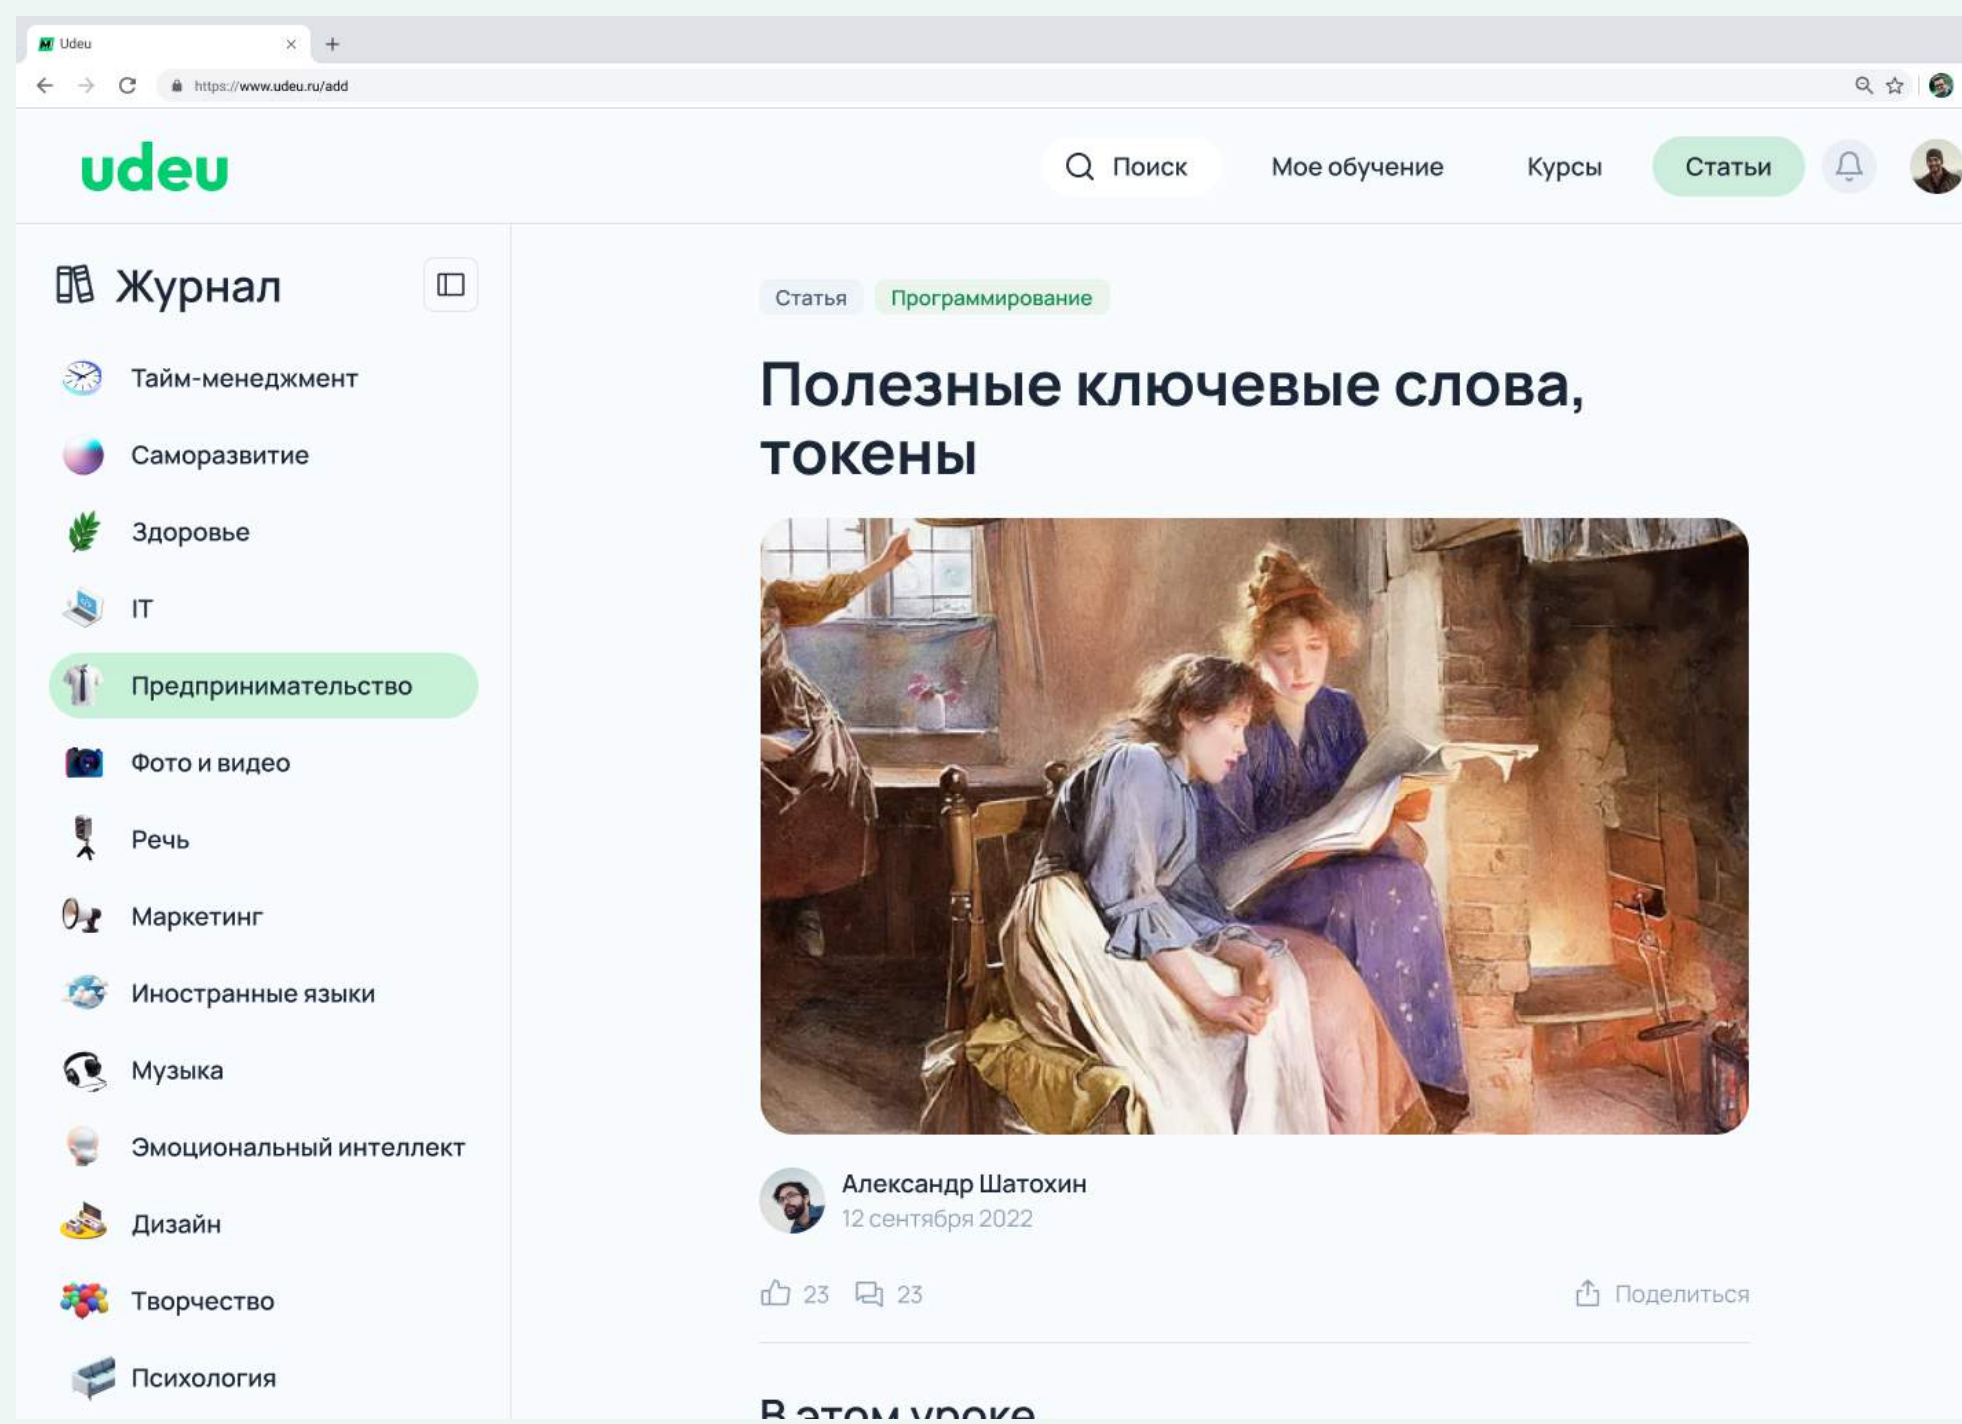 Udeu
https://www.udeu.ru/add
udeu
Поиск
Мое обучение
Курсы
Статьи
Журнал
Тайм-менеджмент
Саморазвитие
Здоровье
IT
Предпринимательство
Фото и видео
Речь
Маркетинг
Иностранные языки
Музыка
Эмоциональный интеллект
Дизайн
Творчество
Психология
Статья
Программирование
Полезные ключевые слова,
токены
Александр Шатохин
12 сентября 2022
23
23
Поделиться
В этом уроке